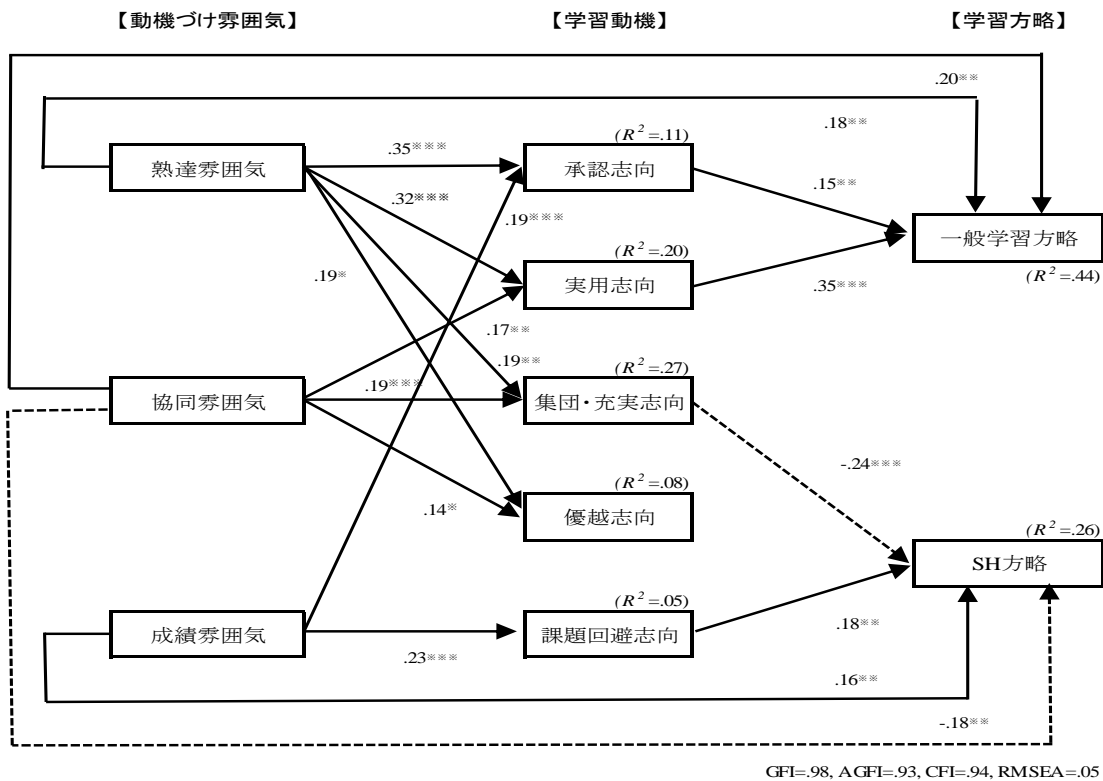 【動機づけ雰囲気】 【学習動機】 【学習方略】
.20※※
.18※※
(R²=.11)
熟達雰囲気
.35※※※
承認志向
.15※※
.32※※※
.19※※※
一般学習方略
(R²=.44)
(R²=.20)
.19※
実用志向
.35※※※
.17※※
.19※※
(R²=.27)
協同雰囲気
.19※※※
集団・充実志向
-.24※※※
(R²=.08)
.14※
優越志向
(R²=.26)
SH方略
(R²=.05)
成績雰囲気
課題回避志向
.18※※
.23※※※
.16※※
-.18※※
GFI=.98, AGFI=.93, CFI=.94, RMSEA=.05